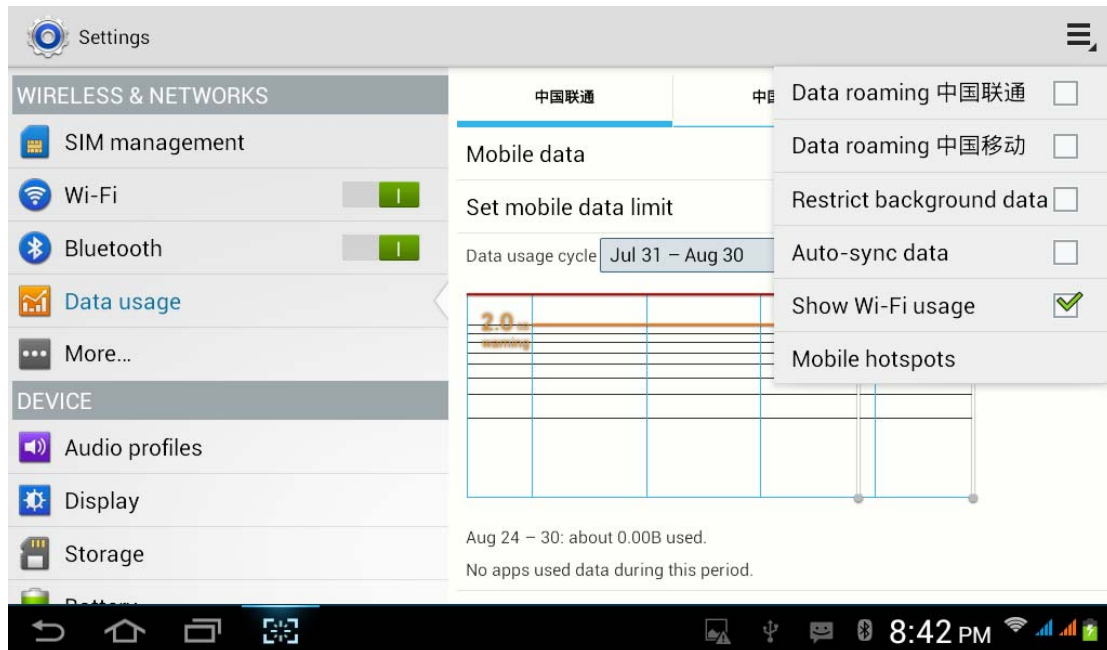 Settings
WIRELESS & NETWORKS
SIM management
Wi-Fi
Bluetooth
Data usage
More...
DEVICE
Audio profiles
Display
Storage
中国联通
Mobile data
Set mobile data limit
Data usage cycle Jul 31 – Aug 30
2.0
warning
Aug 24 – 30: about 0.00B used.
No apps used data during this period.
Data roaming 中国联通
Data roaming 中国移动
Restrict background data
Auto-sync data
Show Wi-Fi usage
Mobile hotspots
8:42 PM